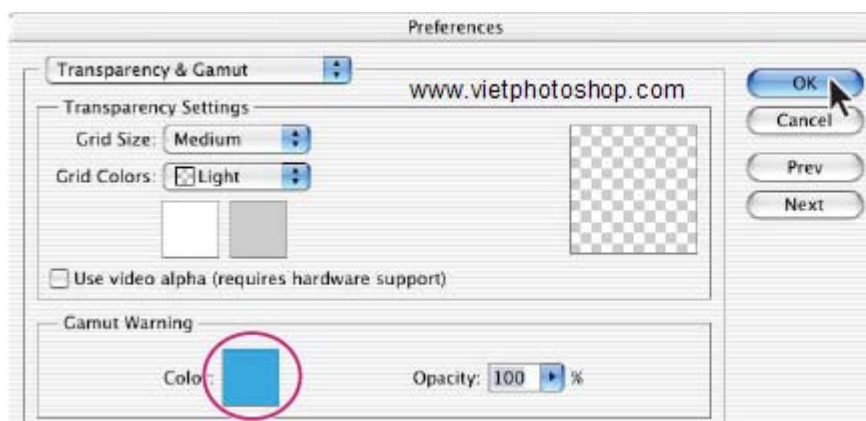 Preferences
Transparency & Gamut
www.vietphotoshop.com
OK
Transparency Settings
Cancel
Grid Size: Medium
Prev
Grid Colors: Light
Next
Use video alpha (requires hardware support)
Gamut Warning
Color:
Opacity: 100 %